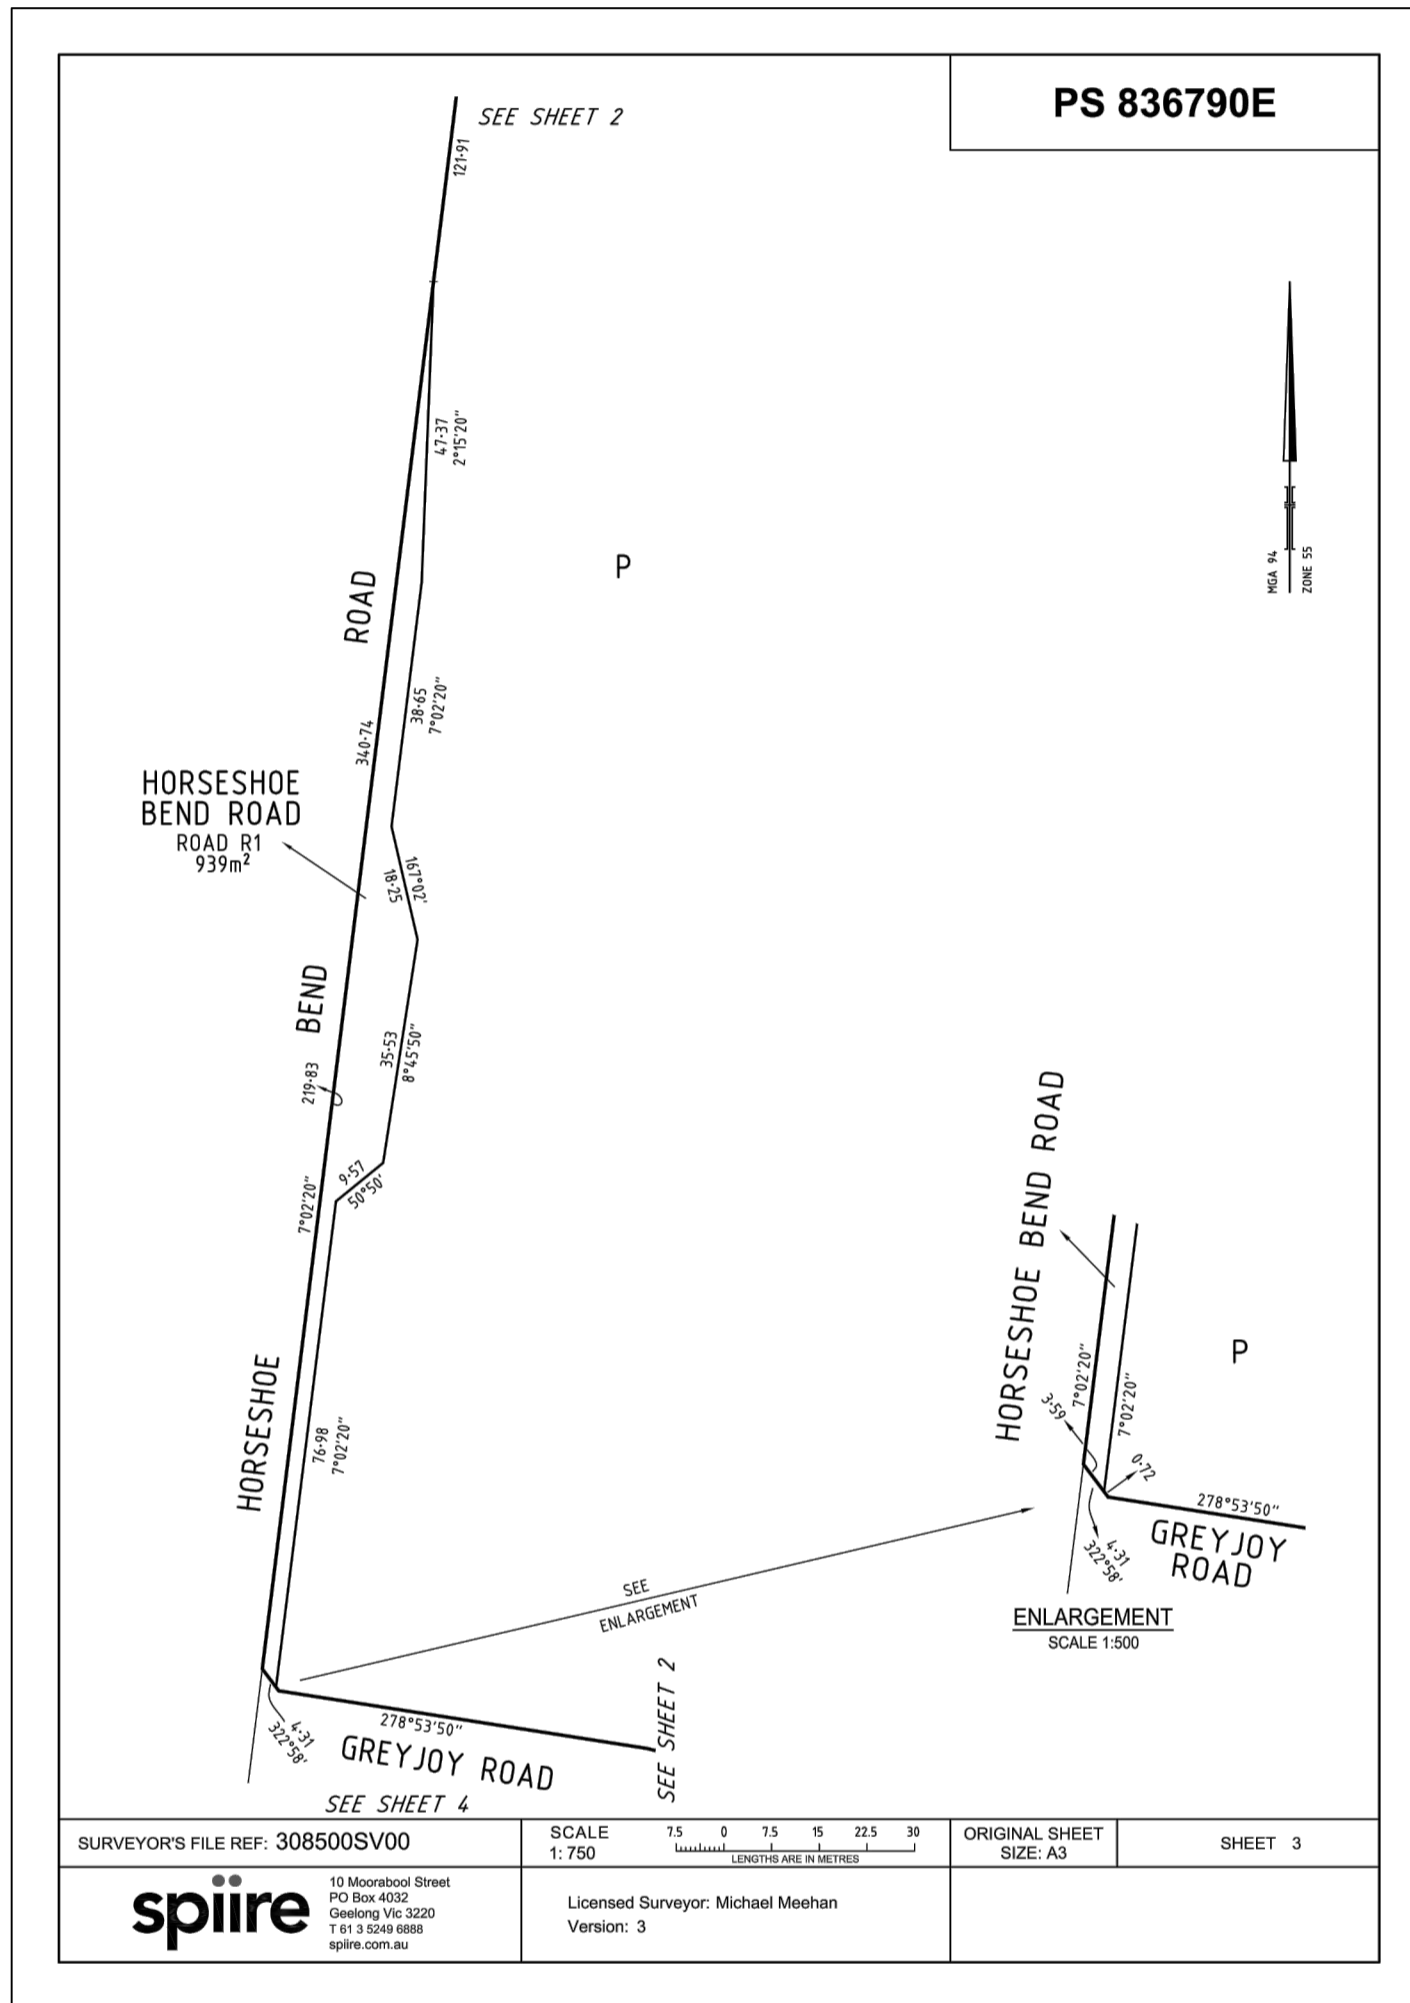 PS 836790E
SEE SHEET 2
121·91
47·37
2°15'20"
MGA 94
ZONE 55
P
ROAD
38·65
7°02'20"
340·74
HORSESHOE
BEND ROAD
ROAD R1
939m²
167°02'
18·25
BEND
35·53
8°45'50"
219·83
9·57
50°50'
7°02'20"
HORSESHOE
76·98
7°02'20"
HORSESHOE BEND ROAD
P
7°02'20"
7°02'20"
3·59
0·72
278°53'50"
GREYJOY
ROAD
4·31
322°58'
ENLARGEMENT
SCALE 1:500
SEE
ENLARGEMENT
SEE SHEET 2
4·31
322°58'
278°53'50"
GREYJOY ROAD
SEE SHEET 4
SURVEYOR'S FILE REF: 308500SV00
SCALE
1: 750
7.5 0 7.5 15 22.5 30
LENGTHS ARE IN METRES
ORIGINAL SHEET
SIZE: A3
SHEET 3
spiire
10 Moorabool Street
PO Box 4032
Geelong Vic 3220
T 61 3 5249 6888
spiire.com.au
Licensed Surveyor: Michael Meehan
Version: 3